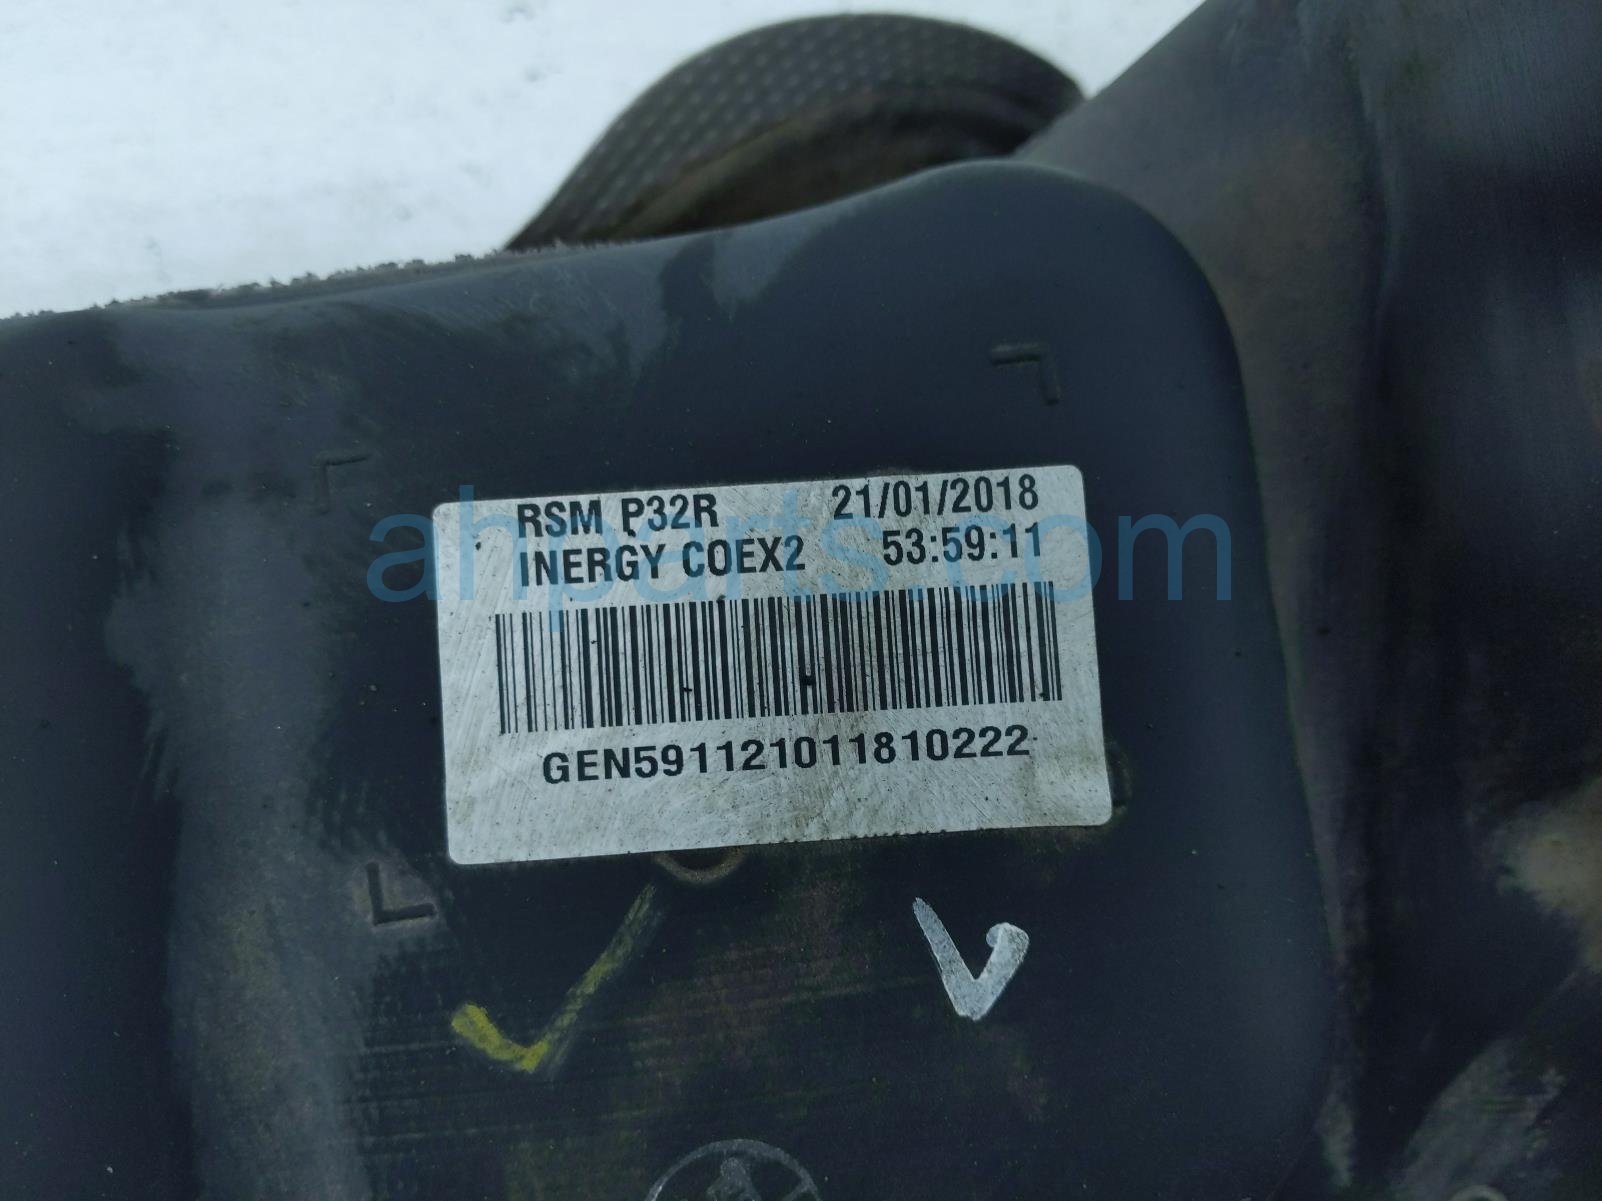 RSM P32R 21/01/2018
INERGY COEX2 53:59:11
GEN591121011810222
ahparts.com